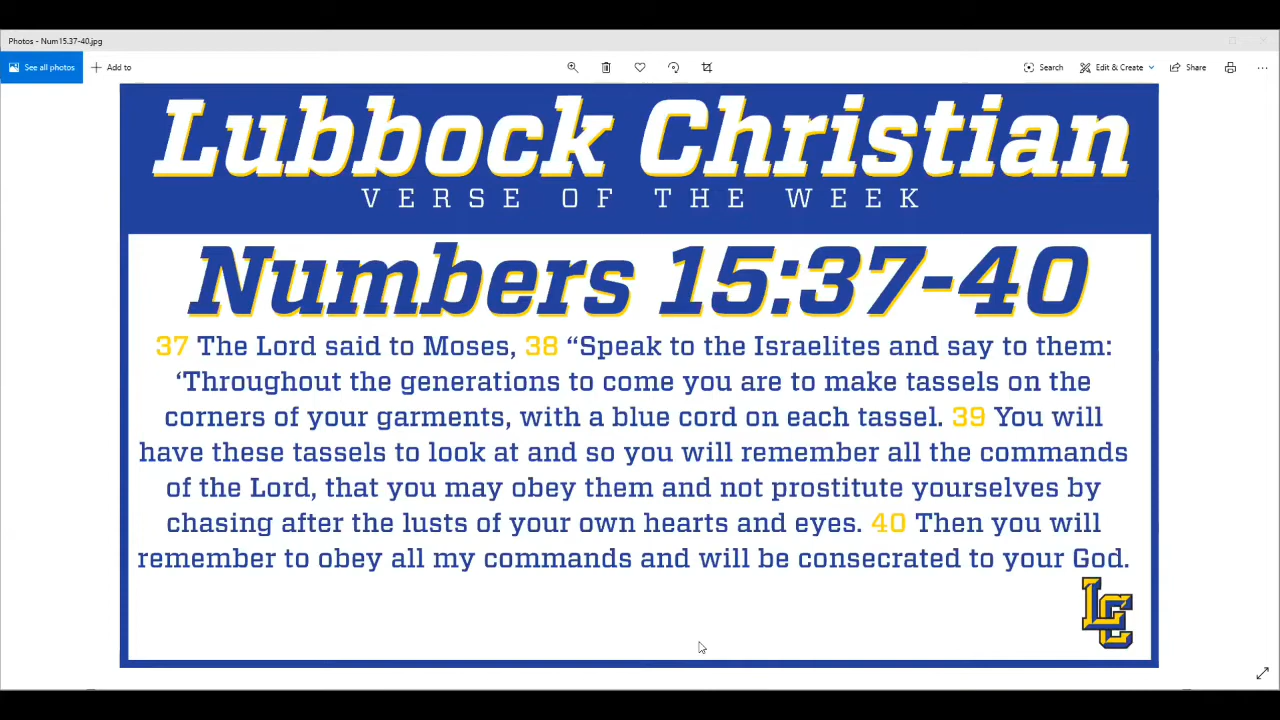 Photos - Num15.37-40.jpg
See all photos
Add to
Search
Edit & Create
Share
Lubbock Christian
VERSE OF THE WEEK
Numbers 15:37-40
37 The Lord said to Moses, 38 “Speak to the Israelites and say to them:
‘Throughout the generations to come you are to make tassels on the
corners of your garments, with a blue cord on each tassel. 39 You will
have these tassels to look at and so you will remember all the commands
of the Lord, that you may obey them and not prostitute yourselves by
chasing after the lusts of your own hearts and eyes. 40 Then you will
remember to obey all my commands and will be consecrated to your God.
LC